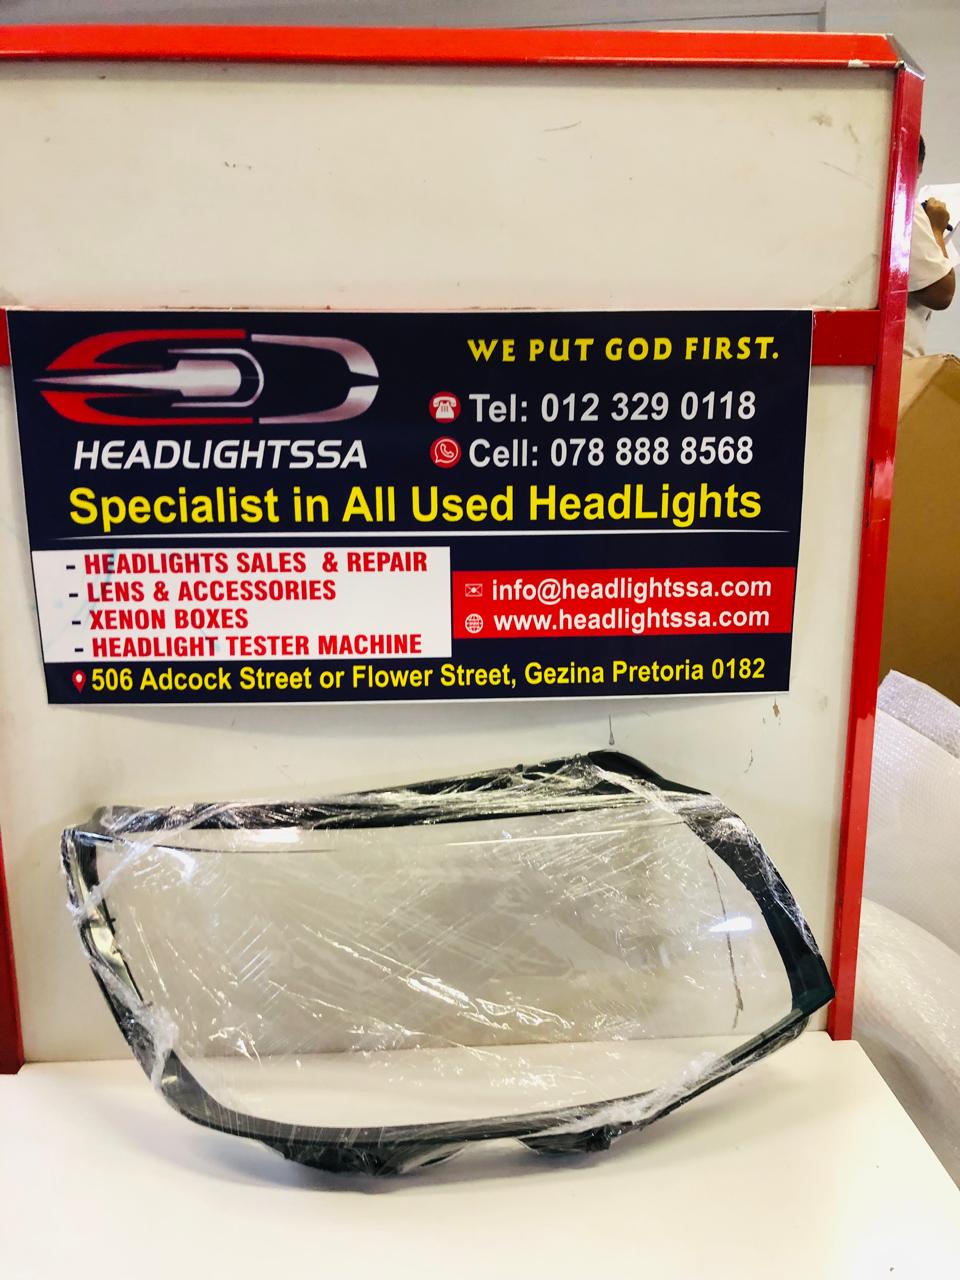 WE PUT GOD FIRST.
Tel: 012 329 0118
HEADLIGHTSSA
Cell: 078 888 8568
Specialist in All Used HeadLights
- HEADLIGHTS SALES & REPAIR
- LENS & ACCESSORIES
- XENON BOXES
- HEADLIGHT TESTER MACHINE
info@headlightssa.com
www.headlightssa.com
506 Adcock Street or Flower Street, Gezina Pretoria 0182